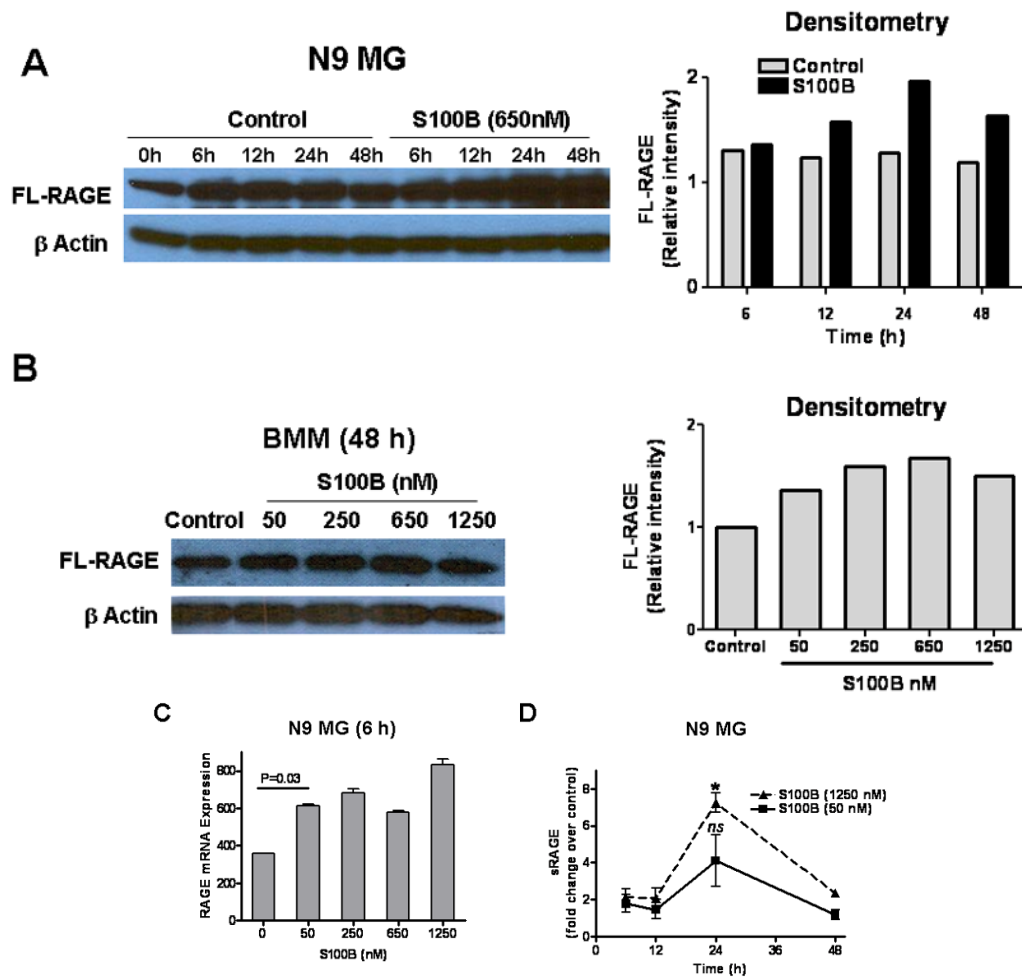 A
N9 MG
Control S100B (650nM)
0h 6h 12h 24h 48h 6h 12h 24h 48h
FL-RAGE
β Actin
Densitometry
Control
S100B
FL-RAGE
(Relative intensity)
2
1
0
6 12 24 48
Time (h)
B
BMM (48 h)
S100B (nM)
Control 50 250 650 1250
FL-RAGE
β Actin
Densitometry
FL-RAGE
(Relative intensity)
2
1
0
Control 50 250 650 1250
S100B nM
C
N9 MG (6 h)
RAGE mRNA Expression
800
600
400
200
0
P=0.03
0 50 250 650 1250
S100B (nM)
D
N9 MG
sRAGE
(fold change over control)
8
6
4
2
0
*
ns
S100B (1250 nM)
S100B (50 nM)
0 12 24 36 48
Time (h)